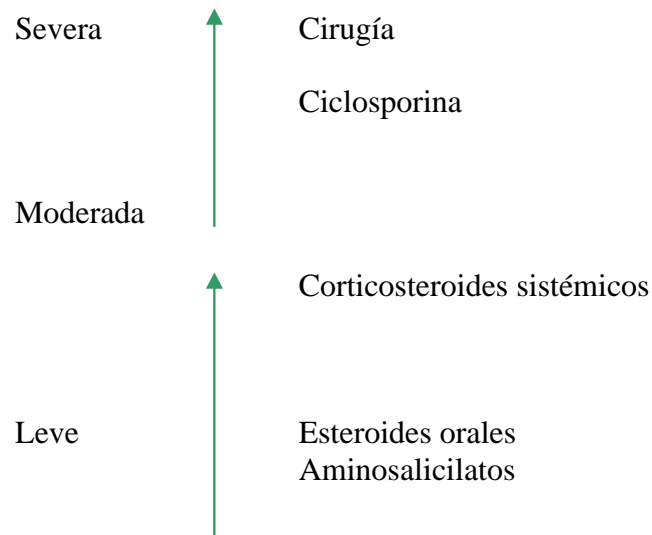 Severa Cirugía
Ciclosporina
Moderada
Corticosteroides sistémicos
Leve Esteroides orales
Aminosalicilatos